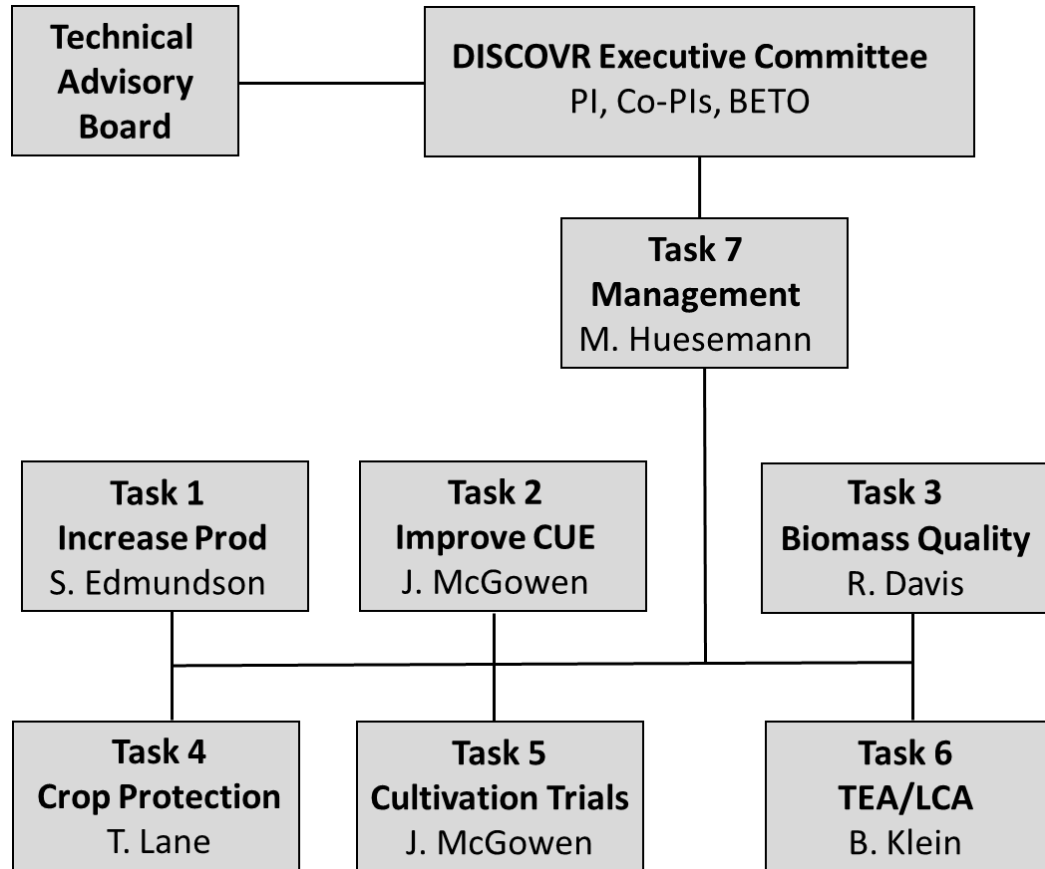 Technical
Advisory
Board
DISCOVR Executive Committee
PI, Co-PIs, BETO
Task 7
Management
M. Huesemann
Task 1
Increase Prod
S. Edmundson
Task 2
Improve CUE
J. McGowen
Task 3
Biomass Quality
R. Davis
Task 4
Crop Protection
T. Lane
Task 5
Cultivation Trials
J. McGowen
Task 6
TEA/LCA
B. Klein